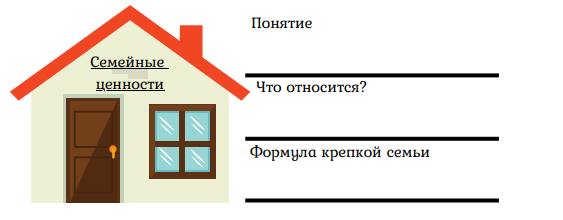 Семейные
ценности
Понятие
Что относится?
Формула крепкой семьи